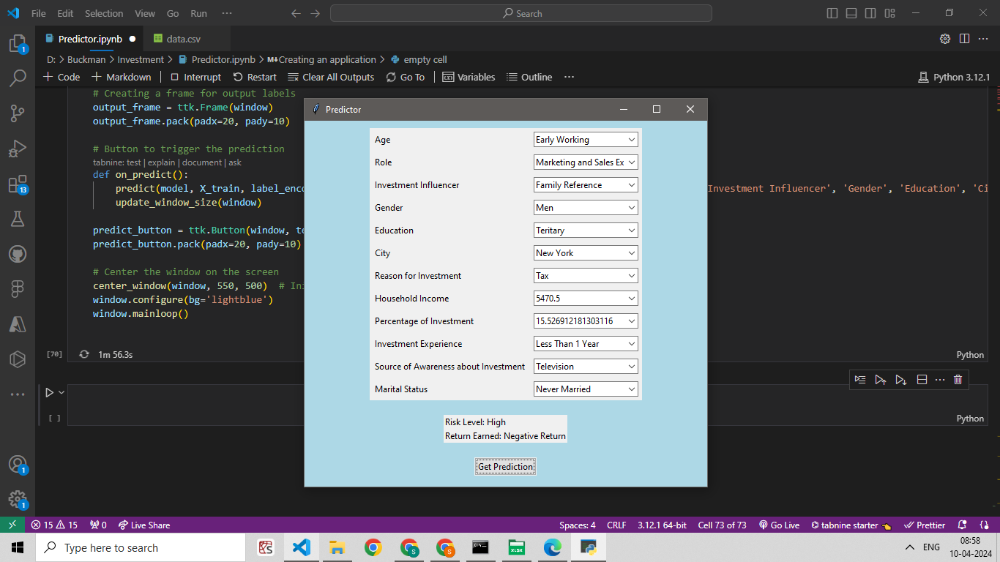 File Edit Selection View Go Run ··· Search
Predictor.ipynb data.csv
D: > Buckman > Investment > Predictor.ipynb > M↓Creating an application > empty cell
+ Code + Markdown Interrupt Restart Clear All Outputs Go To Variables Outline ··· Python 3.12.1
# Creating a frame for output labels
output_frame = ttk.Frame(window)
output_frame.pack(padx=20, pady=10)
# Button to trigger the prediction
tabnine: test | explain | document | ask
def on_predict():
predict(model, X_train, label_enco
Investment Influencer', 'Gender', 'Education', 'Ci
update_window_size(window)
predict_button = ttk.Button(window, te
predict_button.pack(padx=20, pady=10)
# Center the window on the screen
center_window(window, 550, 500) # Ini
window.configure(bg='lightblue')
window.mainloop()
[70] 1m 56.3s Python
[ ] Python
Predictor
Age Early Working
Role Marketing and Sales Ex
Investment Influencer Family Reference
Gender Men
Education Teritary
City New York
Reason for Investment Tax
Household Income 5470.5
Percentage of Investment 15.526912181303116
Investment Experience Less Than 1 Year
Source of Awareness about Investment Television
Marital Status Never Married
Risk Level: High
Return Earned: Negative Return
Get Prediction
1
13
1
1
15 15 0 Live Share Spaces: 4 CRLF 3.12.1 64-bit Cell 73 of 73 Go Live tabnine starter Prettier
Type here to search S S XLSX ENG 08:58
10-04-2024